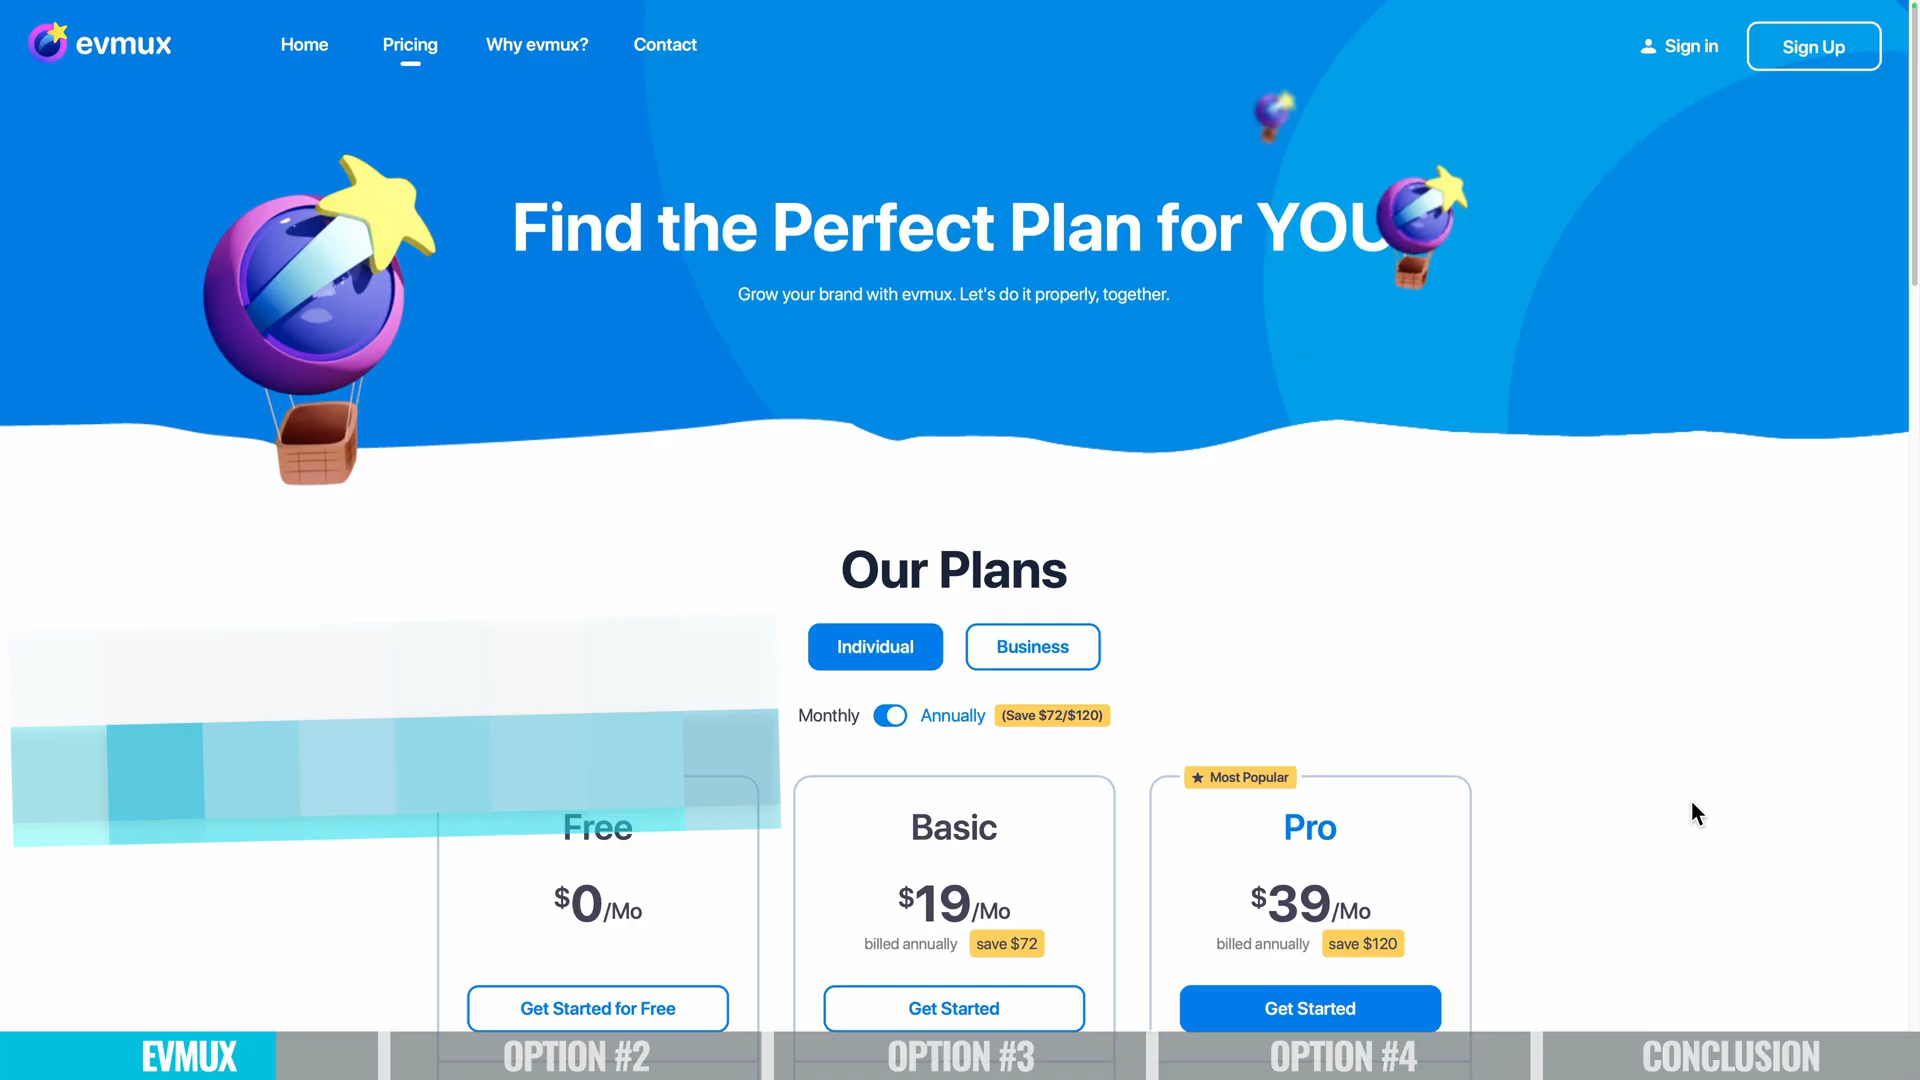 evmux
Home
Pricing
Why evmux?
Contact
Sign in
Sign Up
Find the Perfect Plan for YOU
Grow your brand with evmux. Let's do it properly, together.
Our Plans
Individual
Business
Monthly
Annually
(Save $72/$120)
Most Popular
Free
Basic
Pro
$0/Mo
$19/Mo
$39/Mo
billed annually
save $72
billed annually
save $120
Get Started for Free
Get Started
Get Started
EVMUX
OPTION #2
OPTION #3
OPTION #4
CONCLUSION